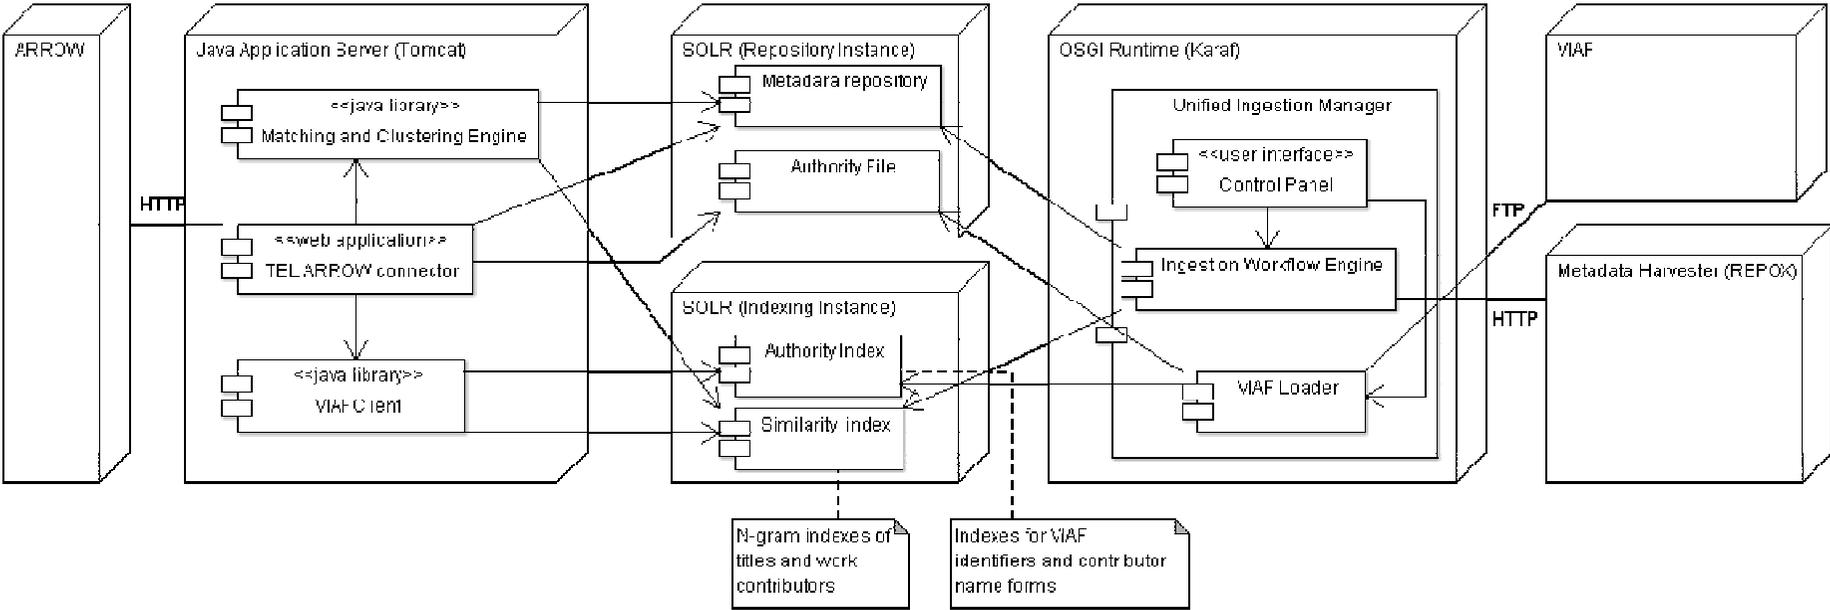 ARROW
HTTP
Java Application Server (Tomcat)
<<java library>>
Matching and Clustering Engine
<<web application>>
TEL ARROW connector
<<java library>>
VIAF Client
SOLR (Repository Instance)
Metadara repository
Authority File
SOLR (Indexing Instance)
Authority Index
Similarity index
N-gram indexes of
titles and work
contributors
Indexes for VIAF
identifiers and contributor
name forms
OSGI Runtime (Karaf)
Unified Ingestion Manager
<<user interface>>
Control Panel
Ingestion Workflow Engine
VIAF Loader
FTP
HTTP
VIAF
Metadata Harvester (REPOX)